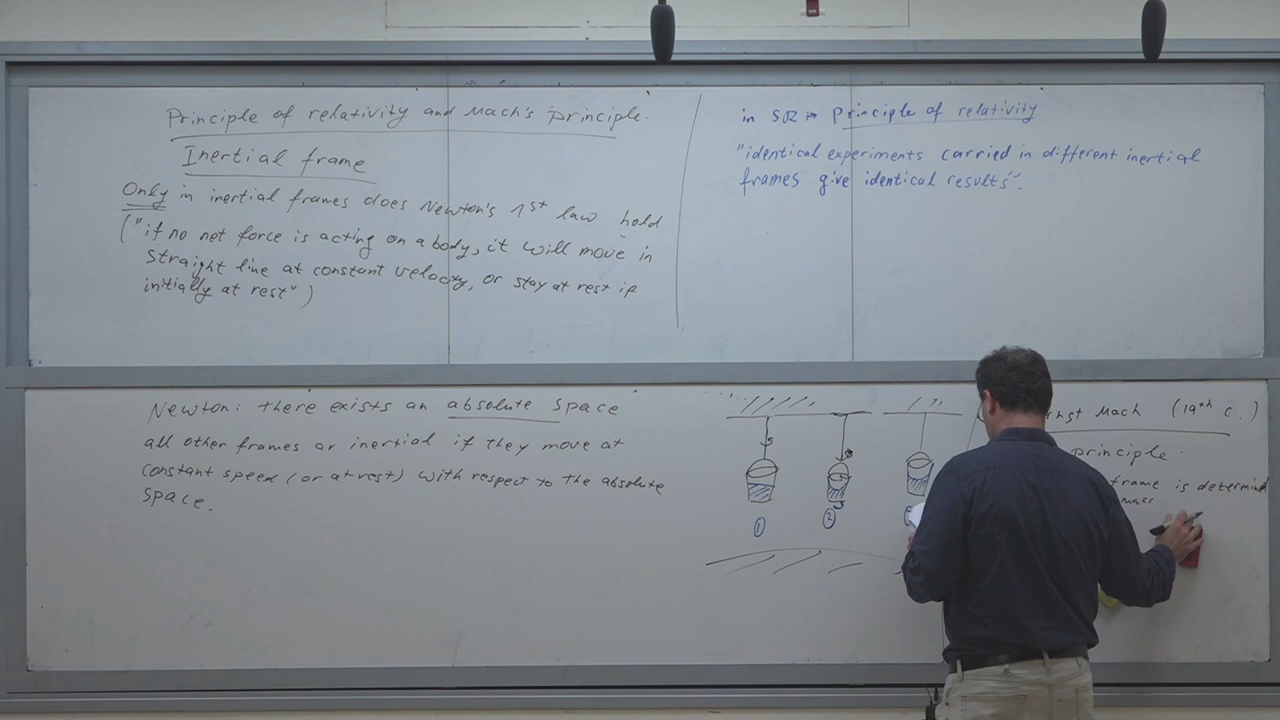 Principle of relativity and Mach's principle.
Inertial frame
Only in inertial frames does Newton's 1st law hold
("if no net force is acting on a body, it will move in
straight line at constant velocity, or stay at rest if
initially at rest")
in SR principle of relativity
"identical experiments carried in different inertial
frames give identical results".
Newton: there exists an absolute space
all other frames ar inertial if they move at
constant speed (or at rest) with respect to the absolute
space.
①
②
Mach (19th c.)
principle:
frame is determined
mass